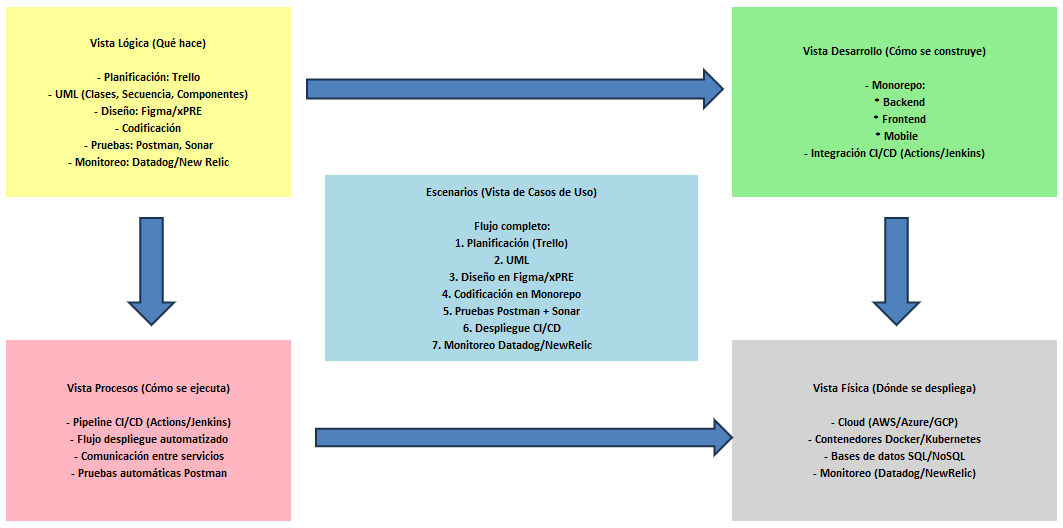 Vista Lógica (Qué hace)
- Planificación: Trello
- UML (Clases, Secuencia, Componentes)
- Diseño: Figma/xPRE
- Codificación
- Pruebas: Postman, Sonar
- Monitoreo: Datadog/New Relic
Vista Desarrollo (Cómo se construye)
- Monorepo:
* Backend
* Frontend
* Mobile
- Integración CI/CD (Actions/Jenkins)
Escenarios (Vista de Casos de Uso)
Flujo completo:
1. Planificación (Trello)
2. UML
3. Diseño en Figma/xPRE
4. Codificación en Monorepo
5. Pruebas Postman + Sonar
6. Despliegue CI/CD
7. Monitoreo Datadog/NewRelic
Vista Procesos (Cómo se ejecuta)
- Pipeline CI/CD (Actions/Jenkins)
- Flujo despliegue automatizado
- Comunicación entre servicios
- Pruebas automáticas Postman
Vista Física (Dónde se despliega)
- Cloud (AWS/Azure/GCP)
- Contenedores Docker/Kubernetes
- Bases de datos SQL/NoSQL
- Monitoreo (Datadog/NewRelic)